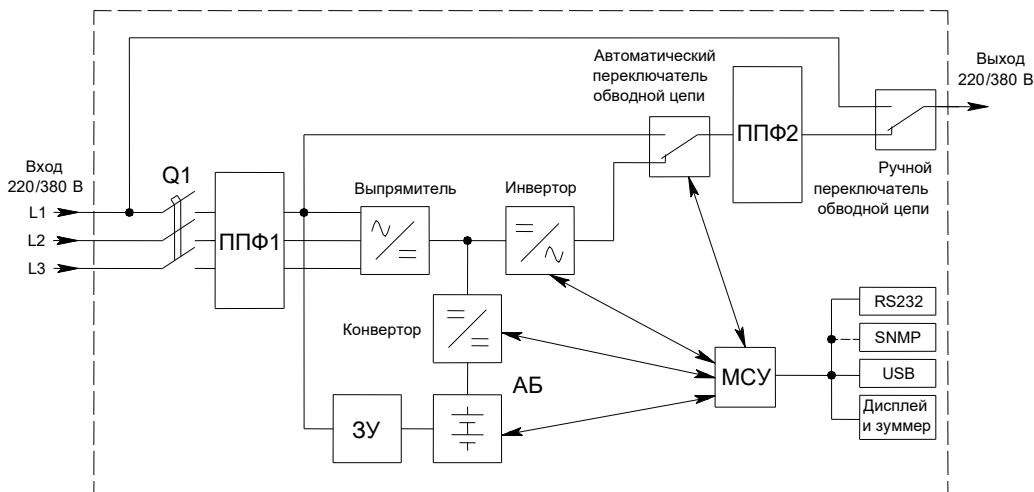 Автоматический
переключатель
обводной цепи
Выход
220/380 В
ППФ2
Вход
220/380 В
Q1
Ручной
переключатель
обводной цепи
Выпрямитель
Инвертор
L1
L2
L3
ППФ1
Конвертор
RS232
SNMP
USB
Дисплей
и зуммер
МСУ
АБ
ЗУ